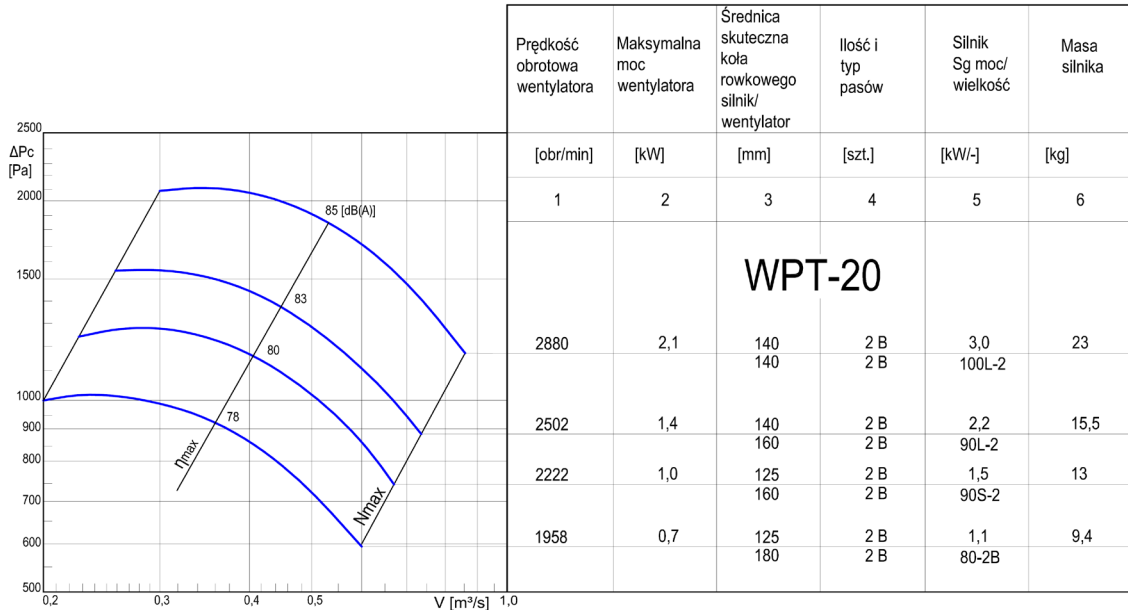 Prędkość
obrotowa
wentylatora
Maksymalna
moc
wentylatora
Średnica
skuteczna
koła
rowkowego
silnik/
wentylator
Ilość i
typ
pasów
Silnik
Sg moc/
wielkość
Masa
silnika
[obr/min] [kW] [mm] [szt.] [kW/-] [kg]
1 2 3 4 5 6
WPT-20
2880 2,1 140 2 B 3,0 23
140 2 B 100L-2
2502 1,4 140 2 B 2,2 15,5
160 2 B 90L-2
2222 1,0 125 2 B 1,5 13
160 2 B 90S-2
1958 0,7 125 2 B 1,1 9,4
180 2 B 80-2B
2500
ΔPc
[Pa]
2000
1500
1000
900
800
700
600
500
85 [dB(A)]
83
80
78
ηmax
Nmax
0,2 0,3 0,4 0,5 V [m³/s] 1,0